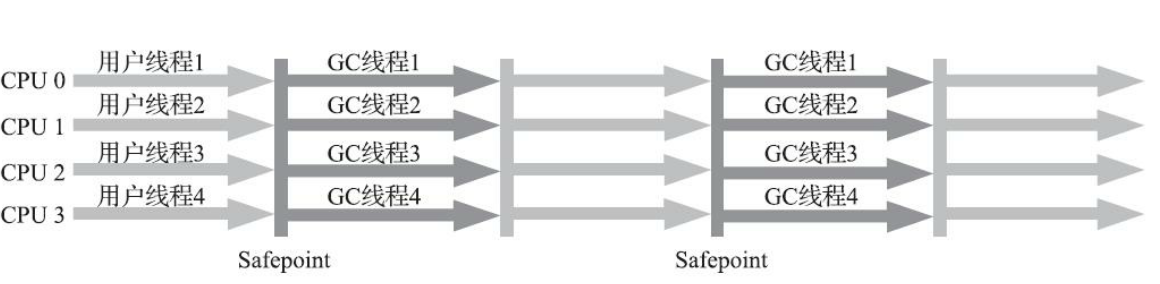 用户线程1 GC线程1 GC线程1
CPU 0
用户线程2 GC线程2 GC线程2
CPU 1
用户线程3 GC线程3 GC线程3
CPU 2
用户线程4 GC线程4 GC线程4
CPU 3
Safepoint Safepoint